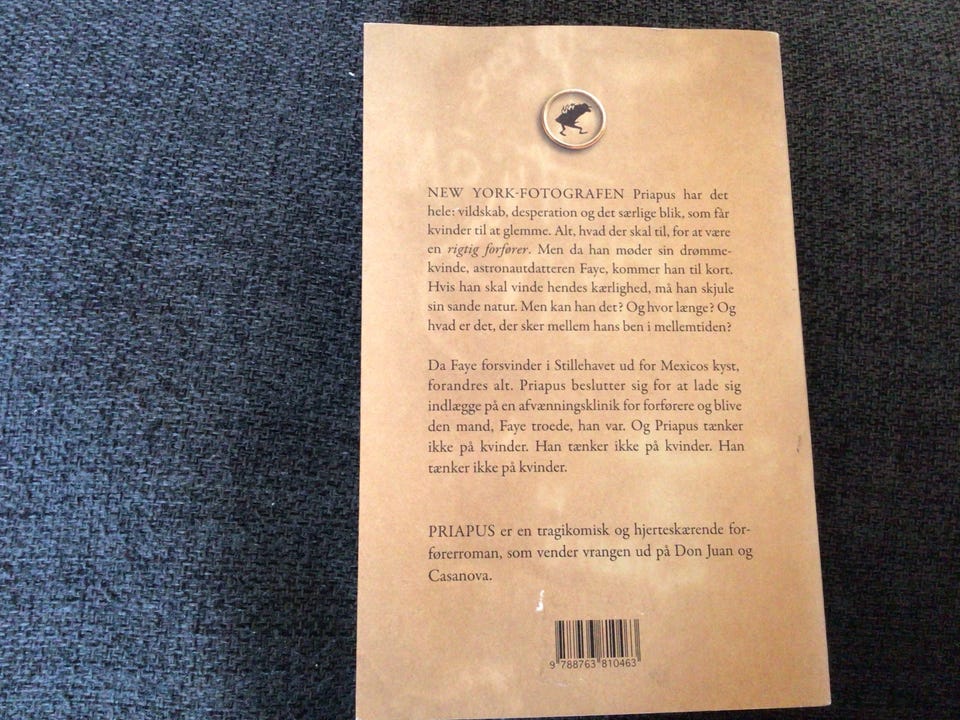 NEW YORK-FOTOGRAFEN Priapus har det
hele: vildskab, desperation og det særlige blik, som får
kvinder til at glemme. Alt, hvad der skal til, for at være
en rigtig forfører. Men da han møder sin drømme-
kvinde, astronautdatteren Faye, kommer han til kort.
Hvis han skal vinde hendes kærlighed, må han skjule
sin sande natur. Men kan han det? Og hvor længe? Og
hvad er det, der sker mellem hans ben i mellemtiden?
Da Faye forsvinder i Stillehavet ud for Mexicos kyst,
forandres alt. Priapus beslutter sig for at lade sig
indlægge på en afvænningsklinik for forførere og blive
den mand, Faye troede, han var. Og Priapus tænker
ikke på kvinder. Han tænker ikke på kvinder. Han
tænker ikke på kvinder.
PRIAPUS er en tragikomisk og hjerteskærende for-
førerroman, som vender vrangen ud på Don Juan og
Casanova.
9 788763 810463